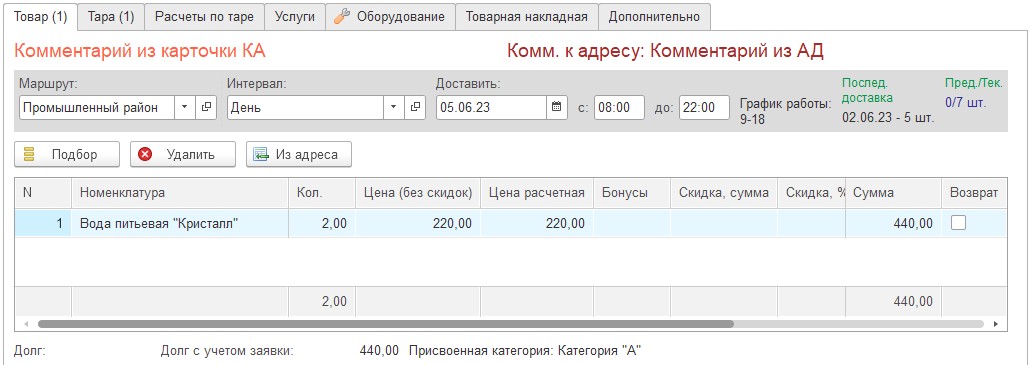 Товар (1) Тара (1) Расчеты по таре Услуги Оборудование Товарная накладная Дополнительно
Комментарий из карточки КА Комм. к адресу: Комментарий из АД
Маршрут: Интервал: Доставить: Послед. доставка Пред./Тек.
Промышленный район День 05.06.23 с: 08:00 до: 22:00 График работы: 9-18 02.06.23 - 5 шт. 0/7 шт.
Подбор Удалить Из адреса
N Номенклатура Кол. Цена (без скидок) Цена расчетная Бонусы Скидка, сумма Скидка, % Сумма Возврат
1 Вода питьевая "Кристалл" 2,00 220,00 220,00 440,00
2,00 440,00
Долг: Долг с учетом заявки: 440,00 Присвоенная категория: Категория "А"